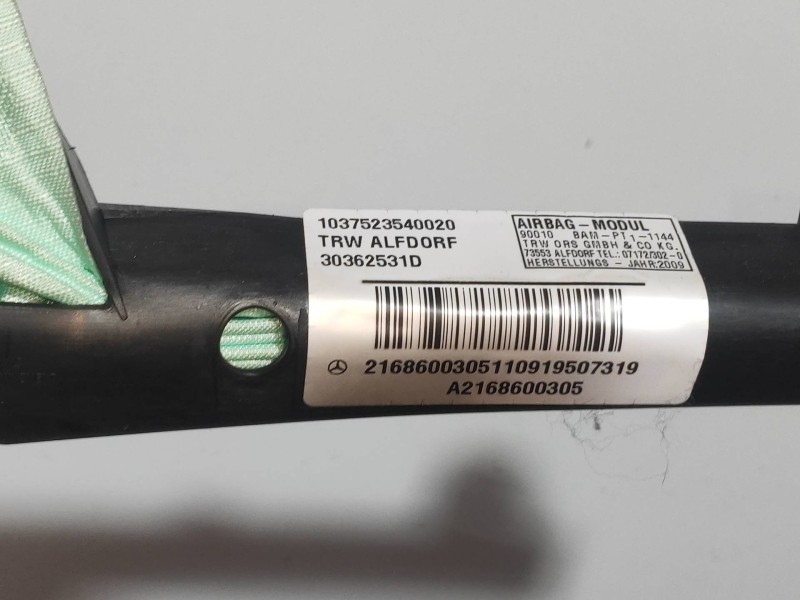 1037523540020
TRW ALFDORF
30362531D
AIRBAG-MODUL
90010 BAM-PT1-1144
TRW ORS GMBH & CO KG.
73553 ALFDORF TEL.: 07172/302-0
HERSTELLUNGS - JAHR:2009
2168600305110919507319
A2168600305